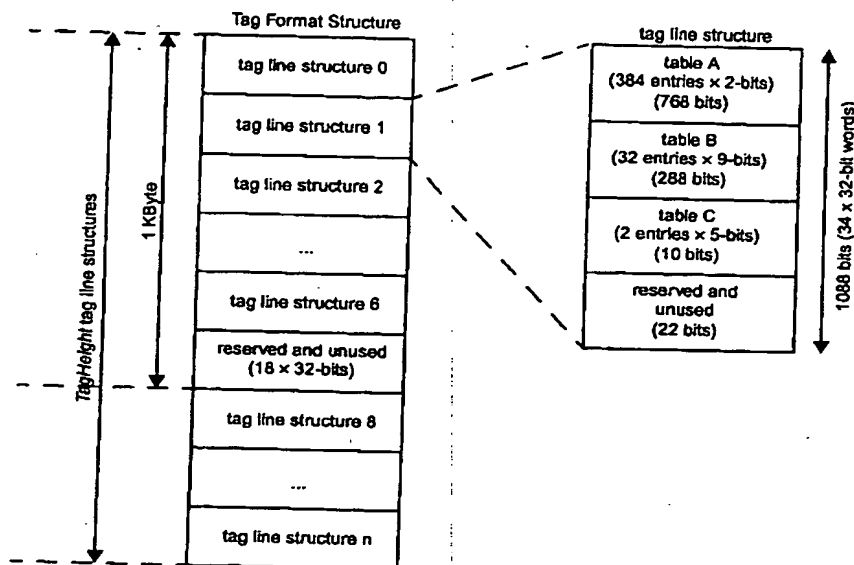 Tag Format Structure
tag line structure 0
tag line structure 1
tag line structure 2
...
tag line structure 6
reserved and unused
(18 × 32-bits)
tag line structure 8
...
tag line structure n
TagHeight tag line structures
1 KByte
tag line structure
table A
(384 entries × 2-bits)
(768 bits)
table B
(32 entries × 9-bits)
(288 bits)
table C
(2 entries × 5-bits)
(10 bits)
reserved and
unused
(22 bits)
1088 bits (34 x 32-bit words)